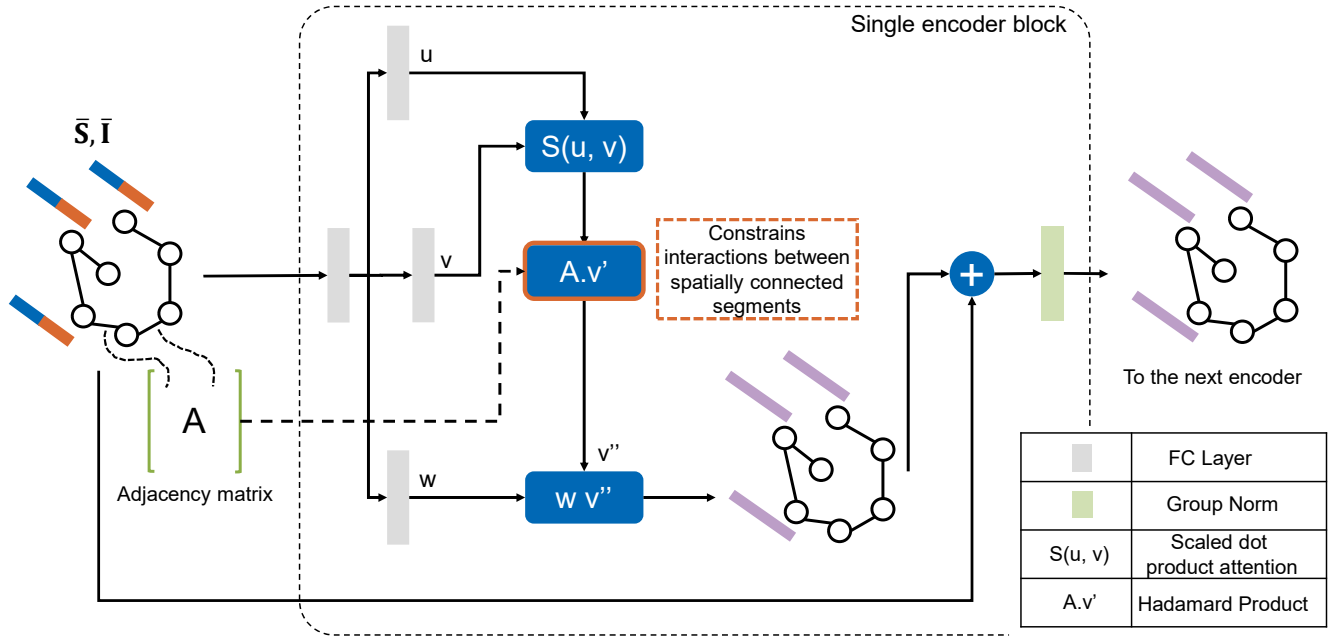 Single encoder block
u
S̄, Ī
S(u, v)
v
A.v'
Constrains
interactions between
spatially connected
segments
+
To the next encoder
A
Adjacency matrix
v''
w
w v''
FC Layer
Group Norm
S(u, v)
Scaled dot
product attention
A.v'
Hadamard Product